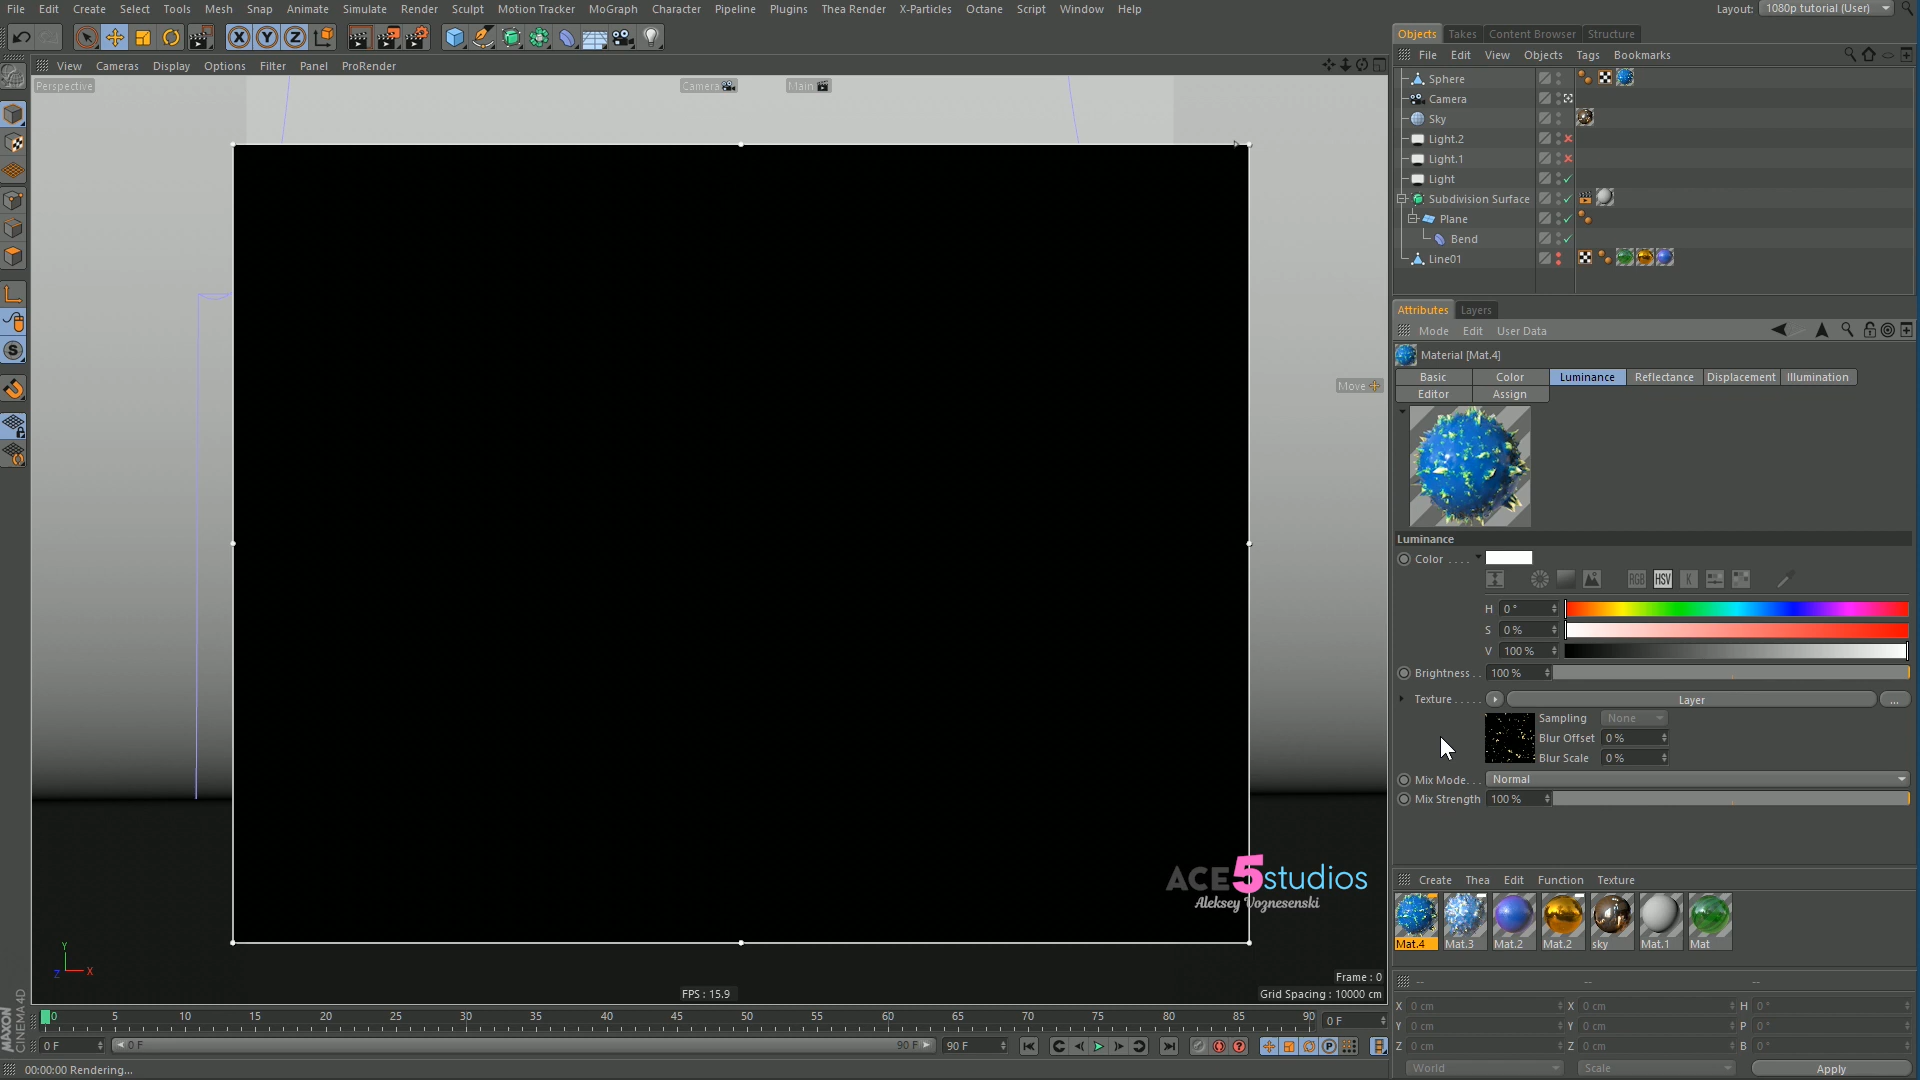 File Edit Create Select Tools Mesh Snap Animate Simulate Render Sculpt Motion Tracker MoGraph Character Pipeline Plugins Thea Render X-Particles Octane Script Window Help Layout: 1080p tutorial (User)
X Y Z
Objects Takes Content Browser Structure
View Cameras Display Options Filter Panel ProRender
File Edit View Objects Tags Bookmarks
Perspective Camera Main
Sphere
Camera
Sky
Light.2
Light.1
Light
Subdivision Surface
Plane
Bend
Line01
Attributes Layers
Mode Edit User Data
Material [Mat.4]
Basic Color Luminance Reflectance Displacement Illumination
Editor Assign
Move
Luminance
Color . . . .
RGB HSV K
H 0 °
S 0 %
V 100 %
Brightness . . 100 %
Texture . . . . . Layer ...
Sampling None
Blur Offset 0 %
Blur Scale 0 %
Mix Mode. . . Normal
Mix Strength 100 %
ACE5studios
Aleksey Voznesenski
Create Thea Edit Function Texture
Mat.4 Mat.3 Mat.2 Mat.2 sky Mat.1 Mat
Y
Z X
Frame : 0
FPS : 15.9
Grid Spacing : 10000 cm
-- -- --
0 5 10 15 20 25 30 35 40 45 50 55 60 65 70 75 80 85 90 0 F
0 F 0 F 90 F 90 F
X 0 cm X 0 cm H 0 °
Y 0 cm Y 0 cm P 0 °
Z 0 cm Z 0 cm B 0 °
World Scale Apply
MAXON
CINEMA 4D
00:00:00 Rendering...